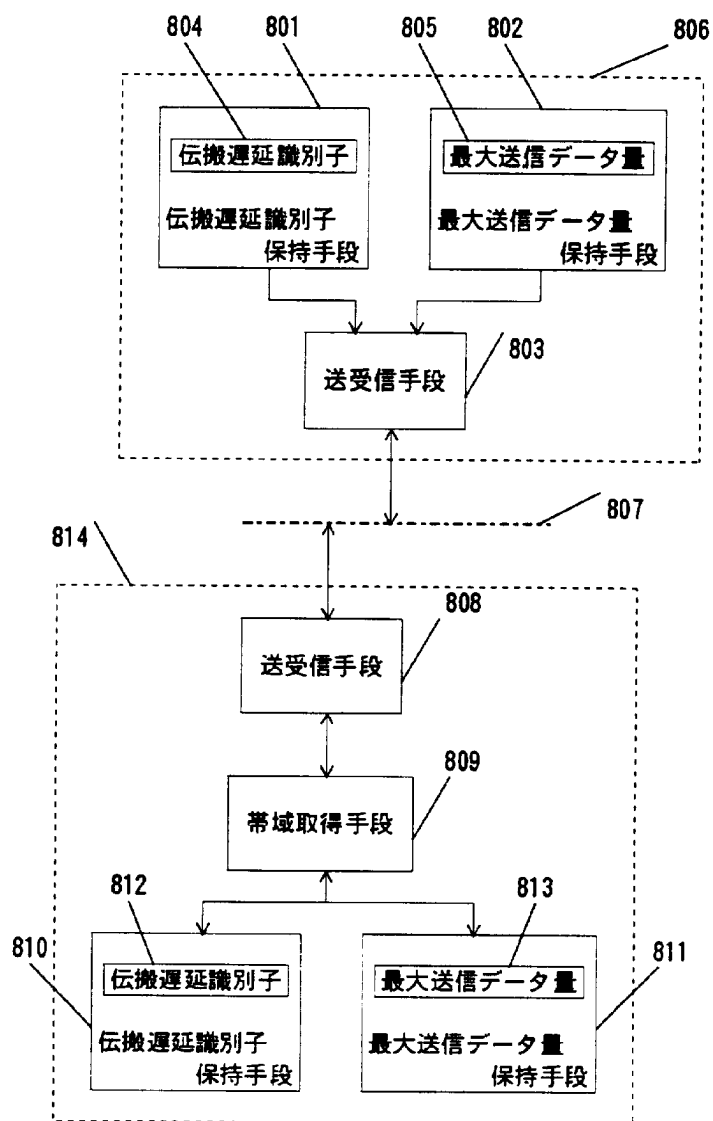 804
801
805
802
806
伝搬遅延識別子
最大送信データ量
伝搬遅延識別子
保持手段
最大送信データ量
保持手段
送受信手段
803
807
814
送受信手段
808
帯域取得手段
809
812
813
810
811
伝搬遅延識別子
最大送信データ量
伝搬遅延識別子
保持手段
最大送信データ量
保持手段